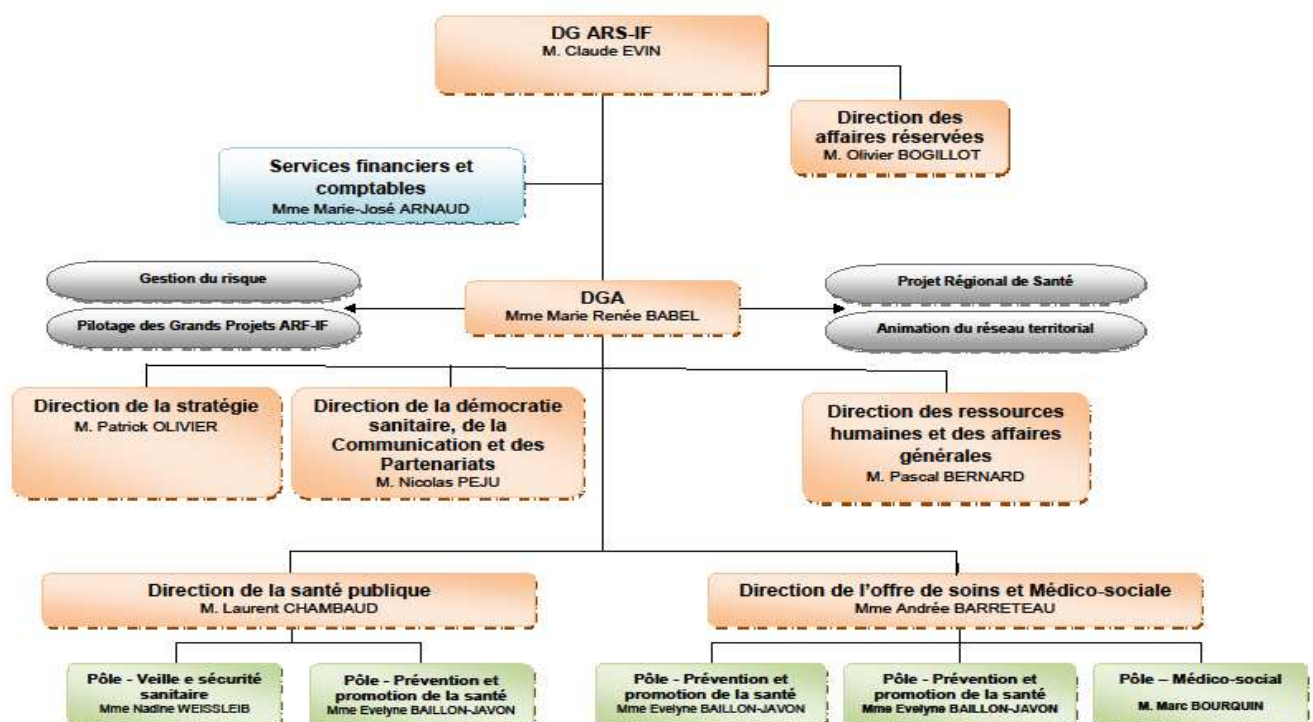 DG ARS-IF
M. Claude EVIN
Direction des
affaires réservées
M. Olivier BOGILLOT
Services financiers et
comptables
Mme Marie-José ARNAUD
Gestion du risque
Pilotage des Grands Projets ARF-IF
DGA
Mme Marie Renée BABEL
Projet Régional de Santé
Animation du réseau territorial
Direction de la stratégie
M. Patrick OLIVIER
Direction de la démocratie
sanitaire, de la
Communication et des
Partenariats
M. Nicolas PEJU
Direction des ressources
humaines et des affaires
générales
M. Pascal BERNARD
Direction de la santé publique
M. Laurent CHAMBAUD
Direction de l'offre de soins et Médico-sociale
Mme Andrée BARRETEAU
Pôle - Veille e sécurité
sanitaire
Mme Nadine WEISSLEIB
Pôle - Prévention et
promotion de la santé
Mme Evelyne BAILLON-JAVON
Pôle - Prévention et
promotion de la santé
Mme Evelyne BAILLON-JAVON
Pôle - Prévention et
promotion de la santé
Mme Evelyne BAILLON-JAVON
Pôle – Médico-social
M. Marc BOURQUIN